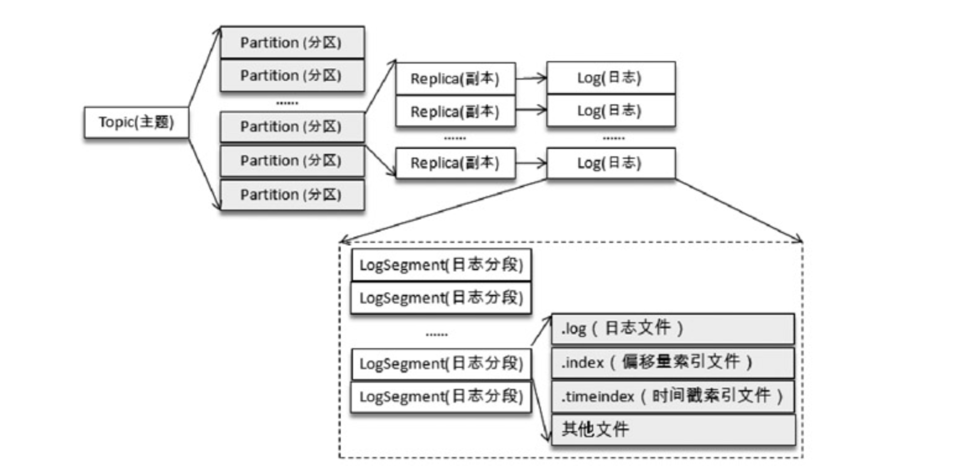 Topic(主题)
Partition (分区)
Partition (分区)
......
Partition (分区)
Partition (分区)
Partition (分区)
Replica(副本)
Replica(副本)
......
Replica(副本)
Log(日志)
Log(日志)
......
Log(日志)
LogSegment(日志分段)
LogSegment(日志分段)
......
LogSegment(日志分段)
LogSegment(日志分段)
.log（日志文件）
.index（偏移量索引文件）
.timeindex（时间戳索引文件）
其他文件